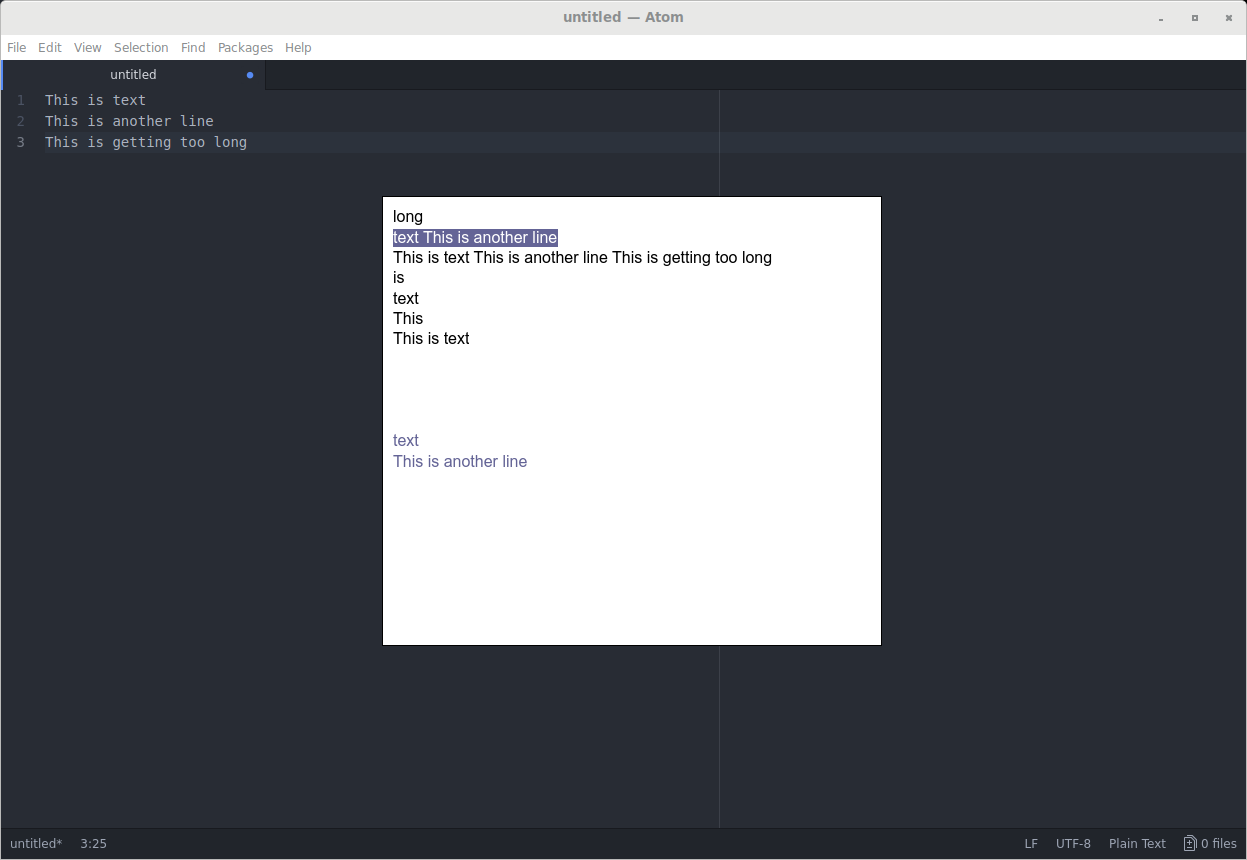 untitled — Atom
File Edit View Selection Find Packages Help
untitled
1 This is text
2 This is another line
3 This is getting too long
long
text This is another line
This is text This is another line This is getting too long
is
text
This
This is text
text
This is another line
untitled* 3:25 LF UTF-8 Plain Text 0 files